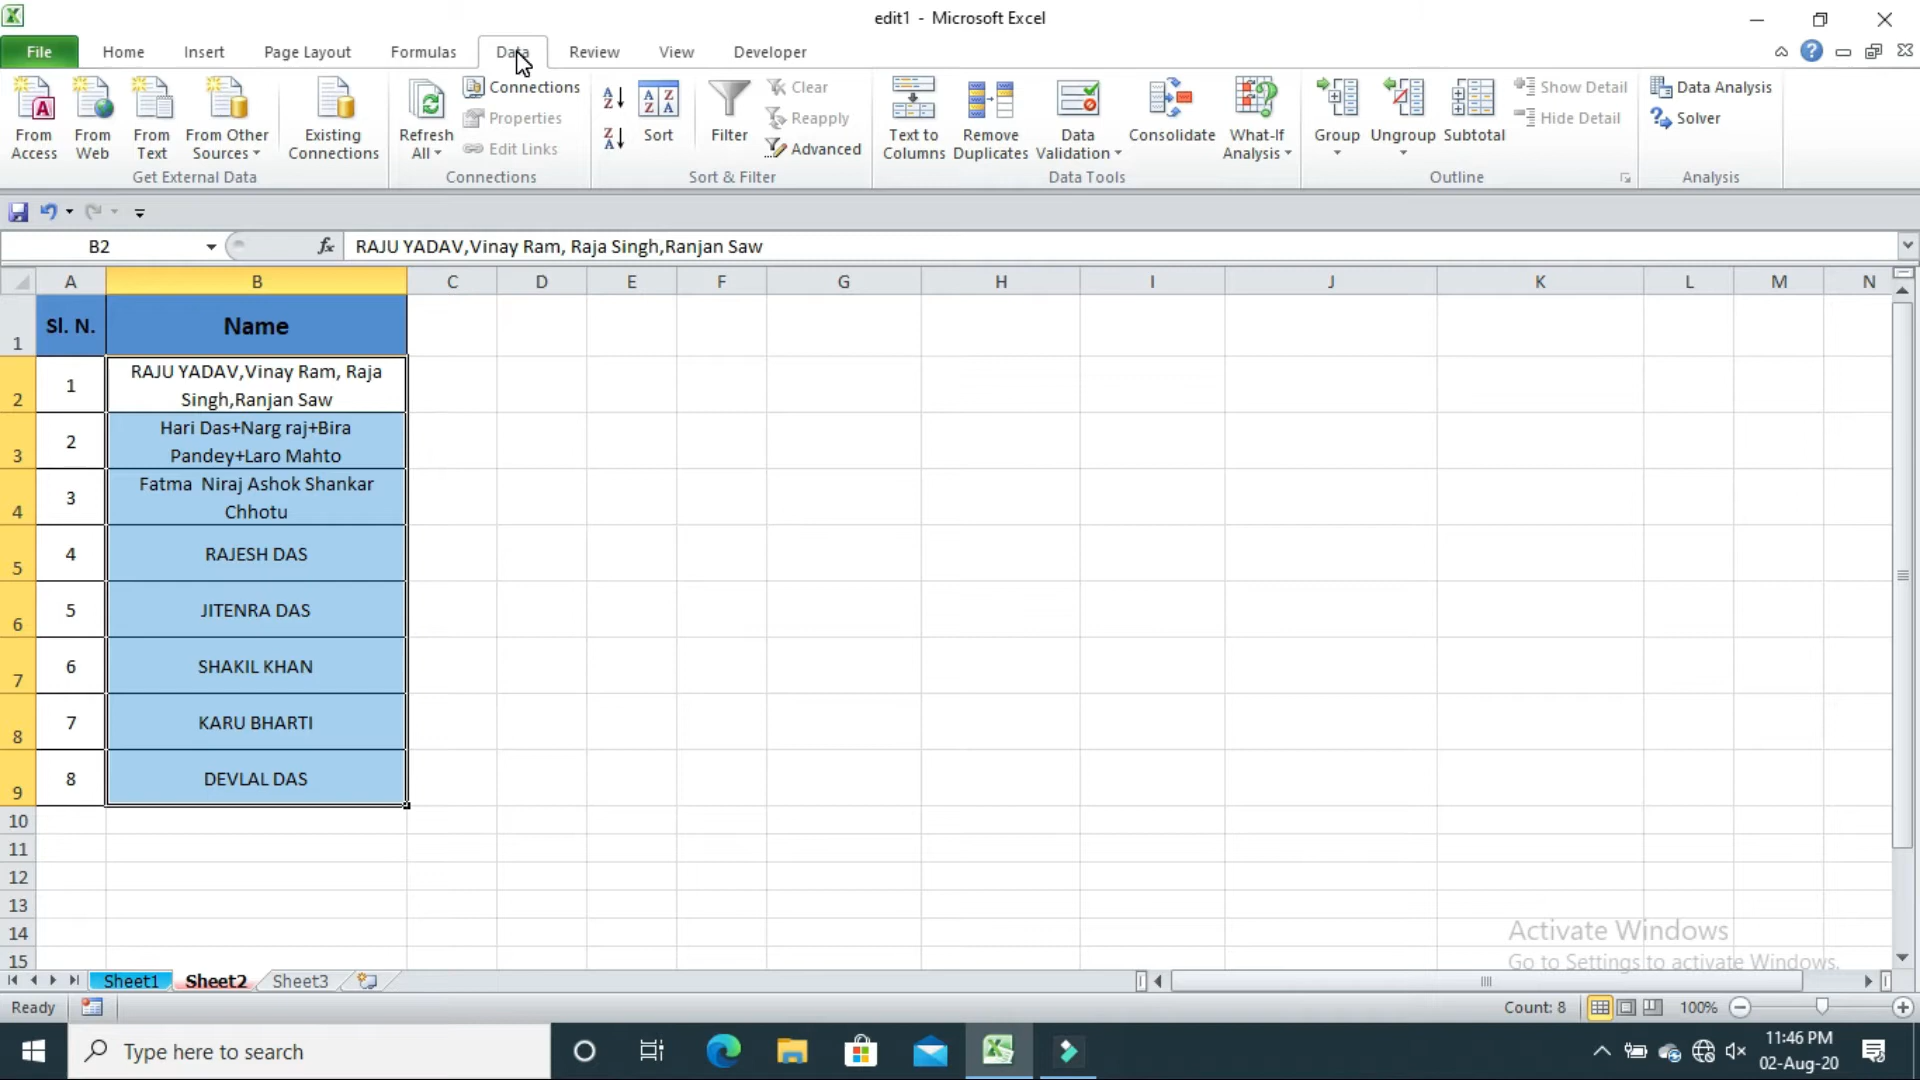 edit1 - Microsoft Excel
File Home Insert Page Layout Formulas Data Review View Developer
From Access
From Web
From Text
From Other Sources
Existing Connections
Get External Data
Refresh All
Connections
Properties
Edit Links
Connections
Sort
Filter
Clear
Reapply
Advanced
Sort & Filter
Text to Columns
Remove Duplicates
Data Validation
Consolidate
What-If Analysis
Data Tools
Group
Ungroup
Subtotal
Show Detail
Hide Detail
Outline
Data Analysis
Solver
Analysis
B2 fx RAJU YADAV,Vinay Ram, Raja Singh,Ranjan Saw
A B C D E F G H I J K L M N
1 Sl. N. Name
2 1 RAJU YADAV,Vinay Ram, Raja
Singh,Ranjan Saw
3 2 Hari Das+Narg raj+Bira
Pandey+Laro Mahto
4 3 Fatma  Niraj Ashok Shankar
Chhotu
5 4 RAJESH DAS
6 5 JITENRA DAS
7 6 SHAKIL KHAN
8 7 KARU BHARTI
9 8 DEVLAL DAS
10
11
12
13
14
15
Activate Windows
Go to Settings to activate Windows.
Sheet1 Sheet2 Sheet3
Ready Count: 8 100%
Type here to search
11:46 PM
02-Aug-20